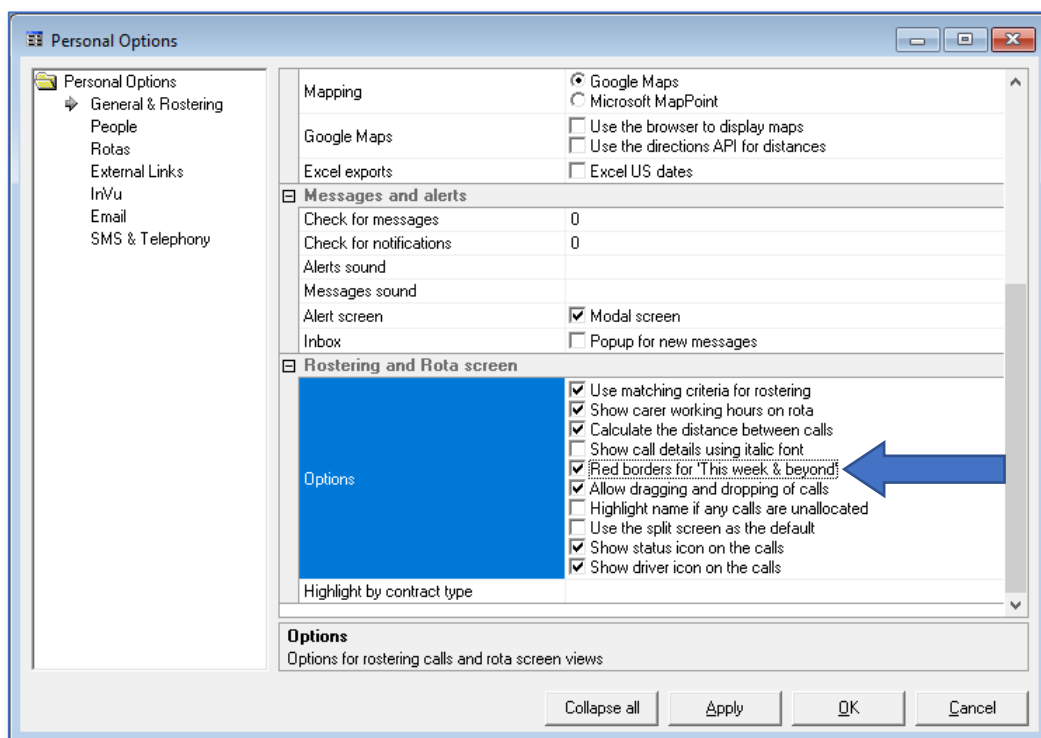 Personal Options
Personal Options
General & Rostering
People
Rotas
External Links
InVu
Email
SMS & Telephony
Mapping
Google Maps
Microsoft MapPoint
Google Maps
Use the browser to display maps
Use the directions API for distances
Excel exports
Excel US dates
Messages and alerts
Check for messages
0
Check for notifications
0
Alerts sound
Messages sound
Alert screen
Modal screen
Inbox
Popup for new messages
Rostering and Rota screen
Options
Use matching criteria for rostering
Show carer working hours on rota
Calculate the distance between calls
Show call details using italic font
Red borders for 'This week & beyond'
Allow dragging and dropping of calls
Highlight name if any calls are unallocated
Use the split screen as the default
Show status icon on the calls
Show driver icon on the calls
Highlight by contract type
Options
Options for rostering calls and rota screen views
Collapse all
Apply
OK
Cancel